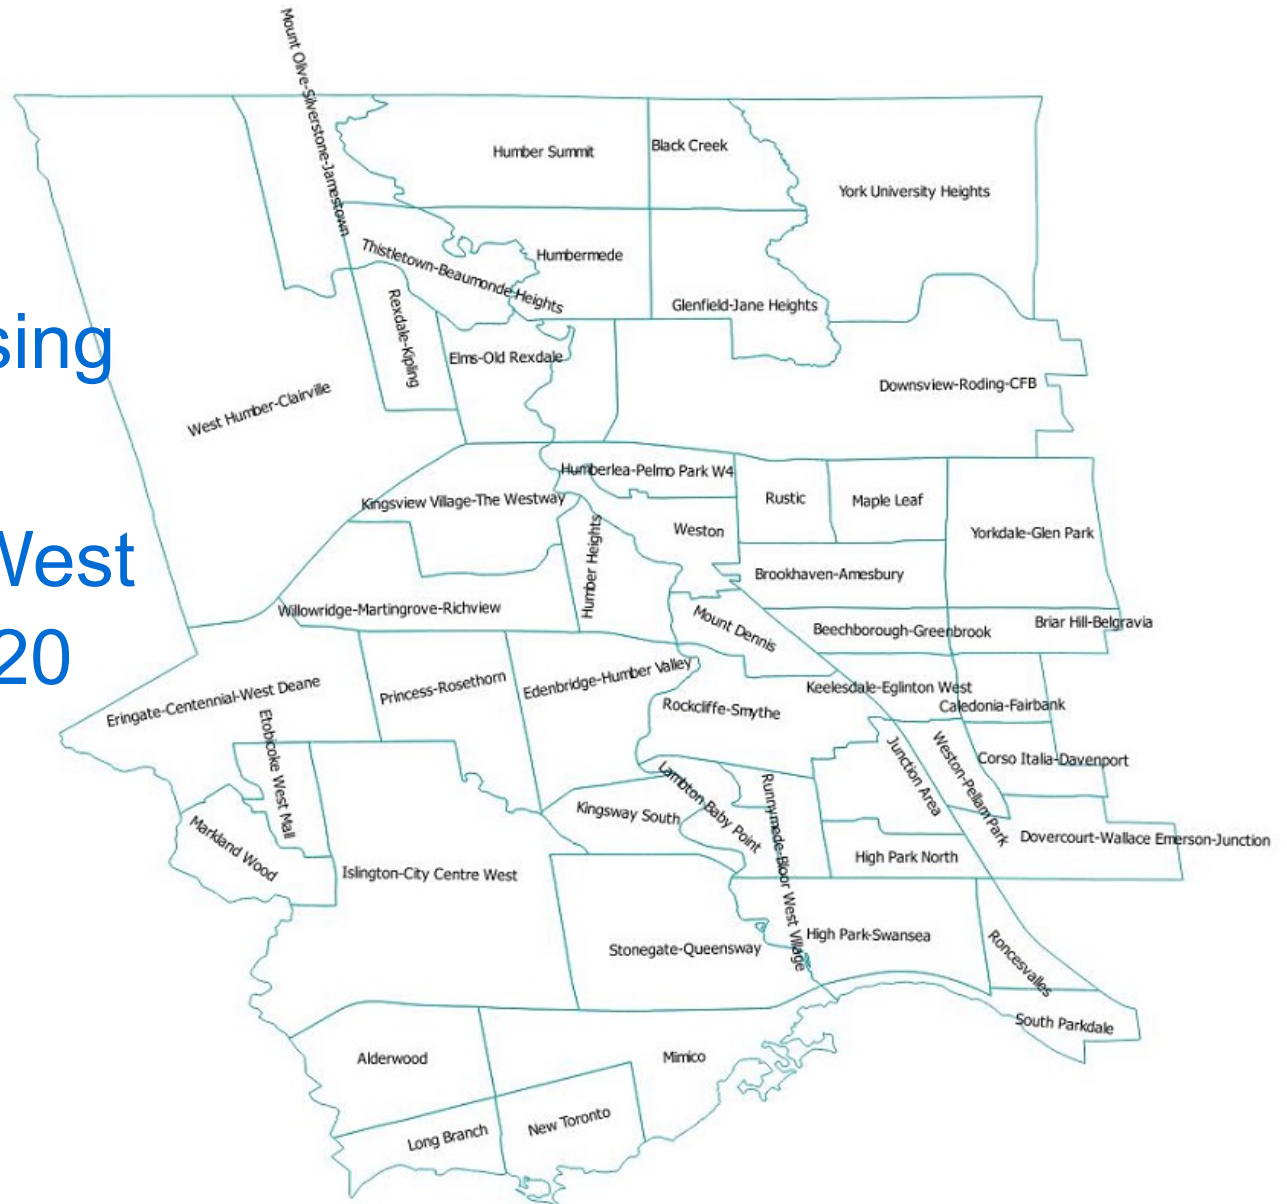 Mount Olive-Silverstone-Jamestown
Humber Summit
Black Creek
York University Heights
Thistletown-Beaumonde Heights
Humbermede
Glenfield-Jane Heights
sing
Rexdale-Kipling
Elms-Old Rexdale
Downsview-Roding-CFB
West Humber-Clairville
Humberlea-Pelmo Park W4
Kingsview Village-The Westway
Rustic
Maple Leaf
Weston
Yorkdale-Glen Park
West
Humber Heights
Brookhaven-Amesbury
Willowridge-Martingrove-Richview
Mount Dennis
Beechborough-Greenbrook
Briar Hill-Belgravia
20
Eringate-Centennial-West Deane
Princess-Rosethorn
Edenbridge-Humber Valley
Keelesdale-Eglinton West
Rockcliffe-Smythe
Caledonia-Fairbank
Etobicoke West Mall
Junction Area
Weston-Pellam Park
Corso Italia-Davenport
Lambton Baby Point
Runnymede-Bloor West Village
Kingsway South
Markland Wood
Dovercourt-Wallace Emerson-Junction
High Park North
Islington-City Centre West
Stonegate-Queensway
High Park-Swansea
Roncesvalles
South Parkdale
Alderwood
Mimico
Long Branch
New Toronto